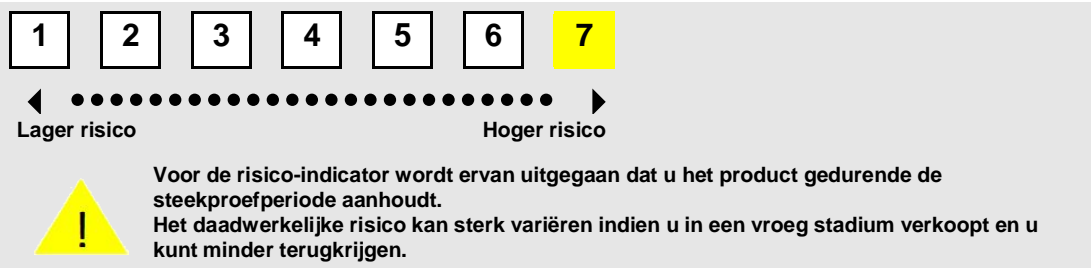 1 2 3 4 5 6 7
Lager risico Hoger risico
Voor de risico-indicator wordt ervan uitgegaan dat u het product gedurende de
steekproefperiode aanhoudt.
Het daadwerkelijke risico kan sterk variëren indien u in een vroeg stadium verkoopt en u
kunt minder terugkrijgen.
!